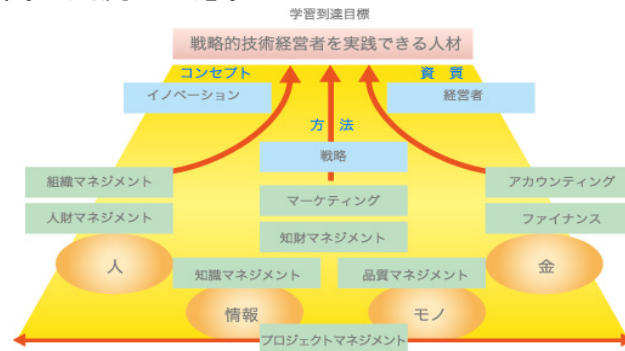 学習到達目標
戦略的技術経営者を実践できる人材
コンセプト
資 質
イノベーション
経営者
方 法
戦略
組織マネジメント
マーケティング
アカウンティング
人財マネジメント
知財マネジメント
ファイナンス
人
知識マネジメント
品質マネジメント
金
情報
モノ
プロジェクトマネジメント